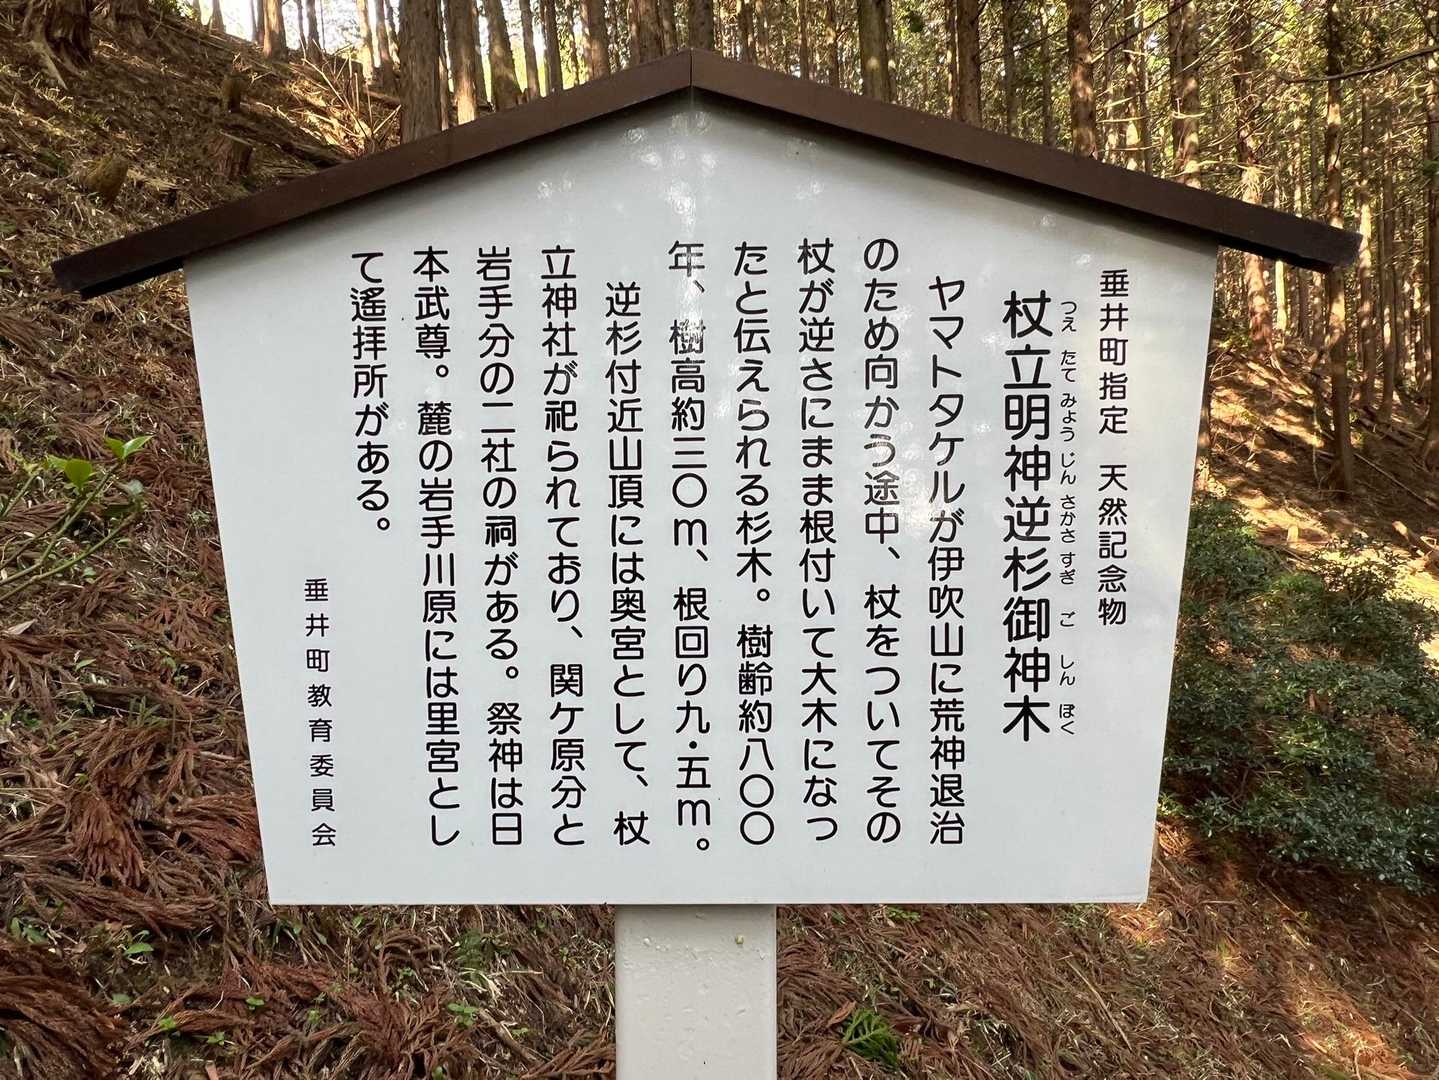 垂井町指定　天然記念物
つえ たて みょう じん さかさ すぎ ご しん ぼく
杖立明神逆杉御神木
ヤマトタケルが伊吹山に荒神退治
のため向かう途中、杖をついてその
杖が逆さにまま根付いて大木になっ
たと伝えられる杉木。樹齢約八〇〇
年、樹高約三〇ｍ、根回り九・五ｍ。
逆杉付近山頂には奥宮として、杖
立神社が祀られており、関ケ原分と
岩手分の二社の祠がある。祭神は日
本武尊。麓の岩手川原には里宮とし
て遙拝所がある。
垂井町教育委員会